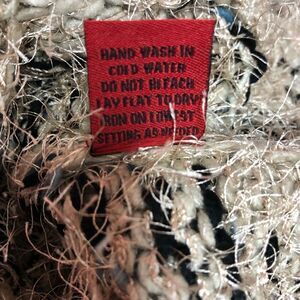 HAND WASH IN
COLD WATER
DO NOT BLEACH
LAY FLAT TO DRY
IRON ON LOWEST
SETTING AS NEEDED